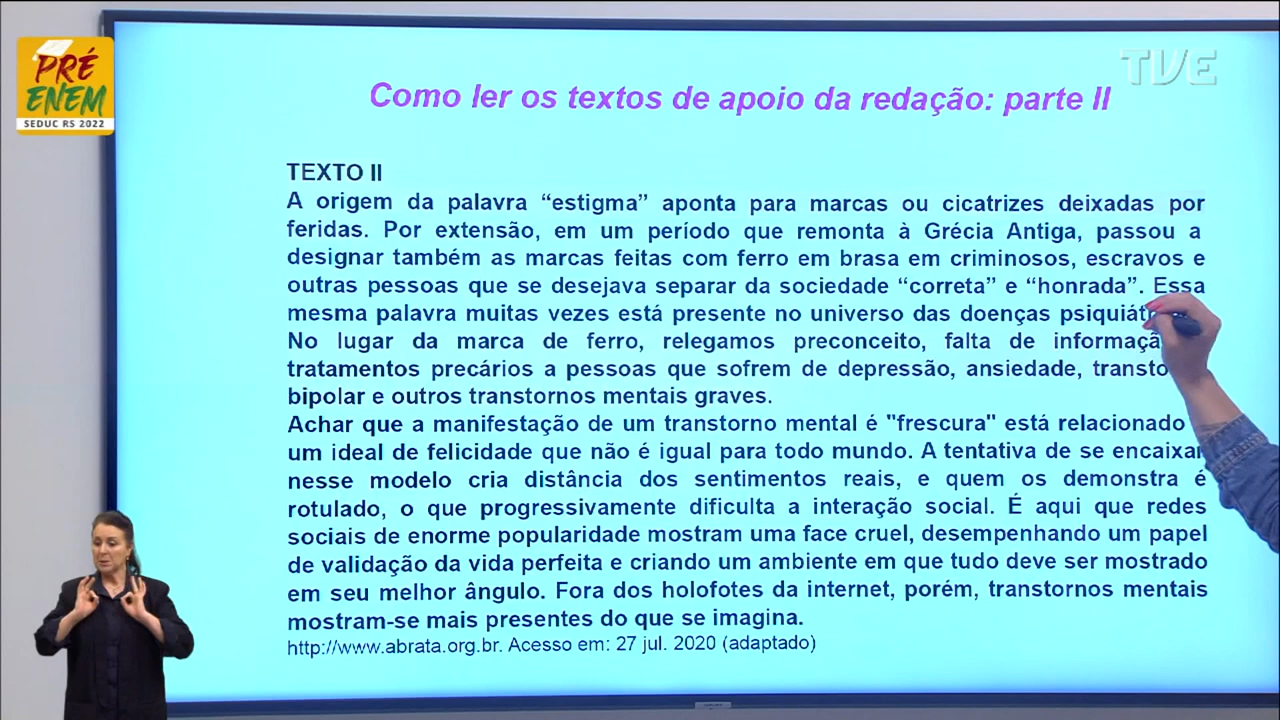 PRÉ
ENEM
SEDUC RS 2022
TVE
Como ler os textos de apoio da redação: parte II
TEXTO II
A origem da palavra “estigma” aponta para marcas ou cicatrizes deixadas por
feridas. Por extensão, em um período que remonta à Grécia Antiga, passou a
designar também as marcas feitas com ferro em brasa em criminosos, escravos e
outras pessoas que se desejava separar da sociedade “correta” e “honrada”. Essa
mesma palavra muitas vezes está presente no universo das doenças
No lugar da marca de ferro, relegamos preconceito, falta de
tratamentos precários a pessoas que sofrem de depressão, ansiedade,
bipolar e outros transtornos mentais graves.
Achar que a manifestação de um transtorno mental é "frescura" está relacionado
um ideal de felicidade que não é igual para todo mundo. A tentativa de se encaixar
nesse modelo cria distância dos sentimentos reais, e quem os demonstra é
rotulado, o que progressivamente dificulta a interação social. É aqui que redes
sociais de enorme popularidade mostram uma face cruel, desempenhando um papel
de validação da vida perfeita e criando um ambiente em que tudo deve ser mostrado
em seu melhor ângulo. Fora dos holofotes da internet, porém, transtornos mentais
mostram-se mais presentes do que se imagina.
http://www.abrata.org.br. Acesso em: 27 jul. 2020 (adaptado)